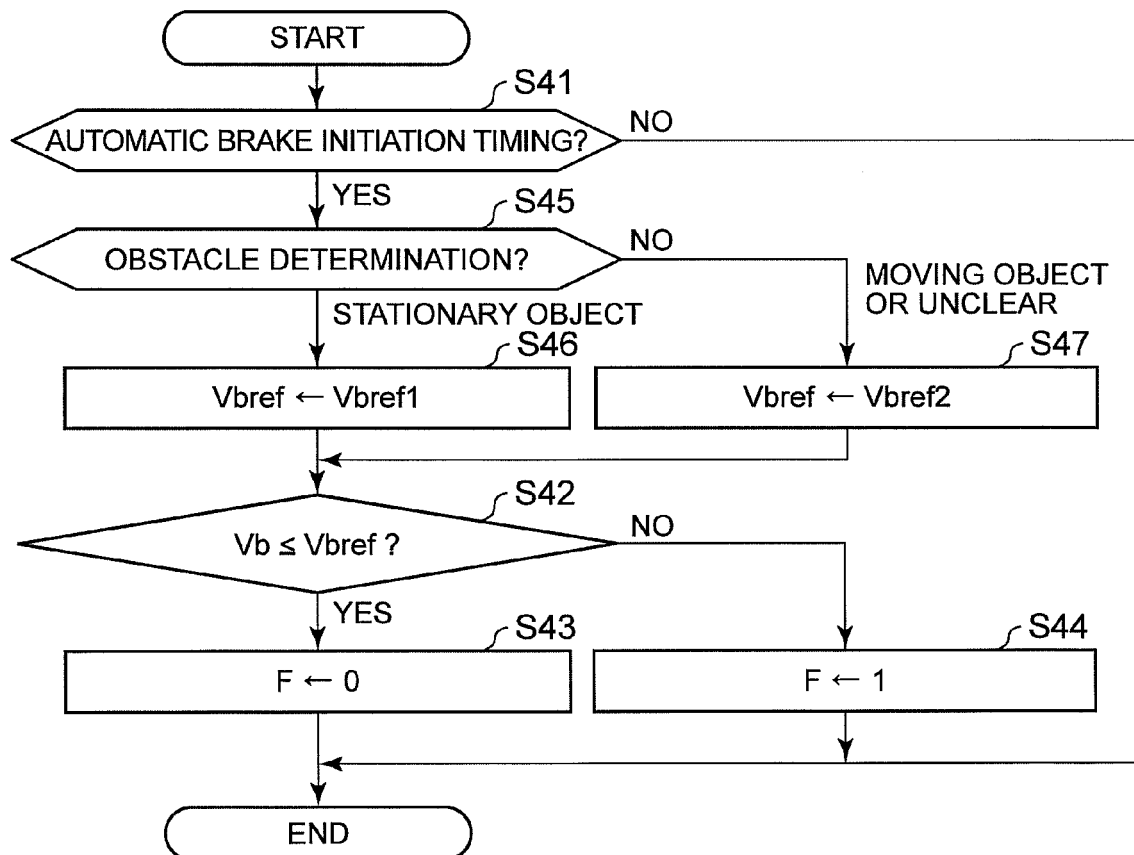 START
S41
AUTOMATIC BRAKE INITIATION TIMING?
NO
YES
S45
OBSTACLE DETERMINATION?
NO
MOVING OBJECT
OR UNCLEAR
STATIONARY OBJECT
S46
Vbref ← Vbref1
S47
Vbref ← Vbref2
S42
Vb ≤ Vbref ?
NO
YES
S43
F ← 0
S44
F ← 1
END